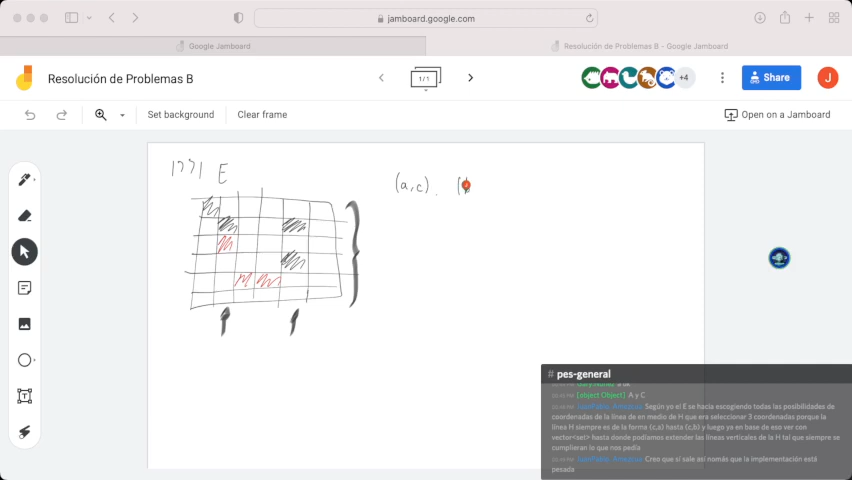 jamboard.google.com
Google Jamboard
Resolución de Problemas B - Google Jamboard
Resolución de Problemas B
1/1
+4
Share
J
Set background
Clear frame
Open on a Jamboard
1771 E
(a,c). (
# pes-general
[object Object] A y C
Según yo el E se hacia escogiendo todas las posibilidades de
coordenadas de la línea de en medio de H que era seleccionar 3
coordenadas porque la
línea H siempre es de la forma (c,a) hasta (c,b) y luego ya en base de eso ver con
vector<set> hasta donde podíamos extender las líneas verticales de la H tal que siempre se
cumplieran lo que nos pedía
Creo que sí sale así nomás que la implementación está
pesada